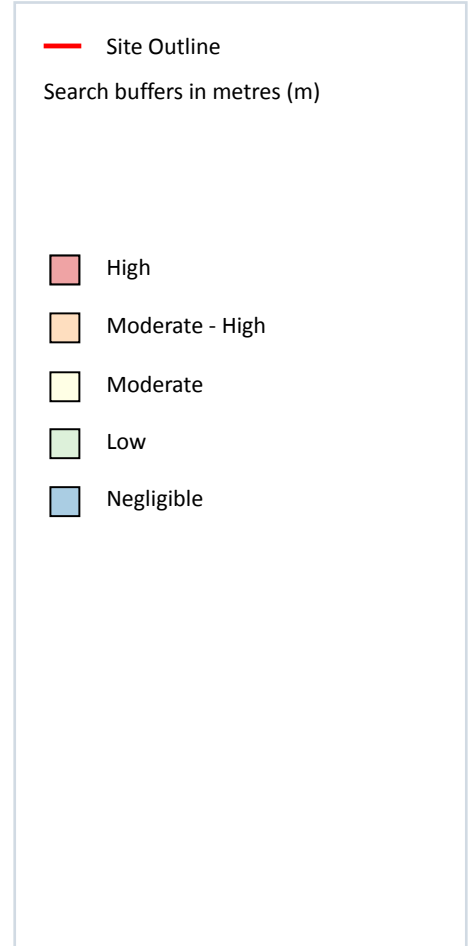 Site Outline
Search buffers in metres (m)
High
Moderate - High
Moderate
Low
Negligible